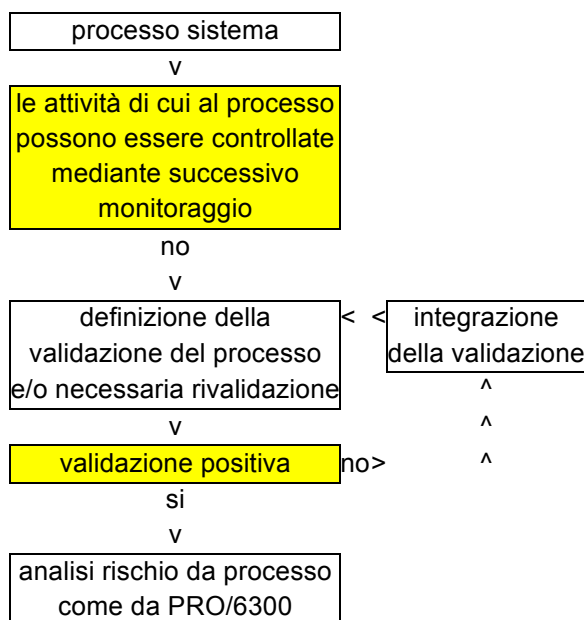 processo sistema
v
le attività di cui al processo
possono essere controllate
mediante successivo
monitoraggio
no
v
definizione della < < integrazione
validazione del processo della validazione
e/o necessaria rivalidazione ^
v ^
validazione positiva no> ^
si
v
analisi rischio da processo
come da PRO/6300